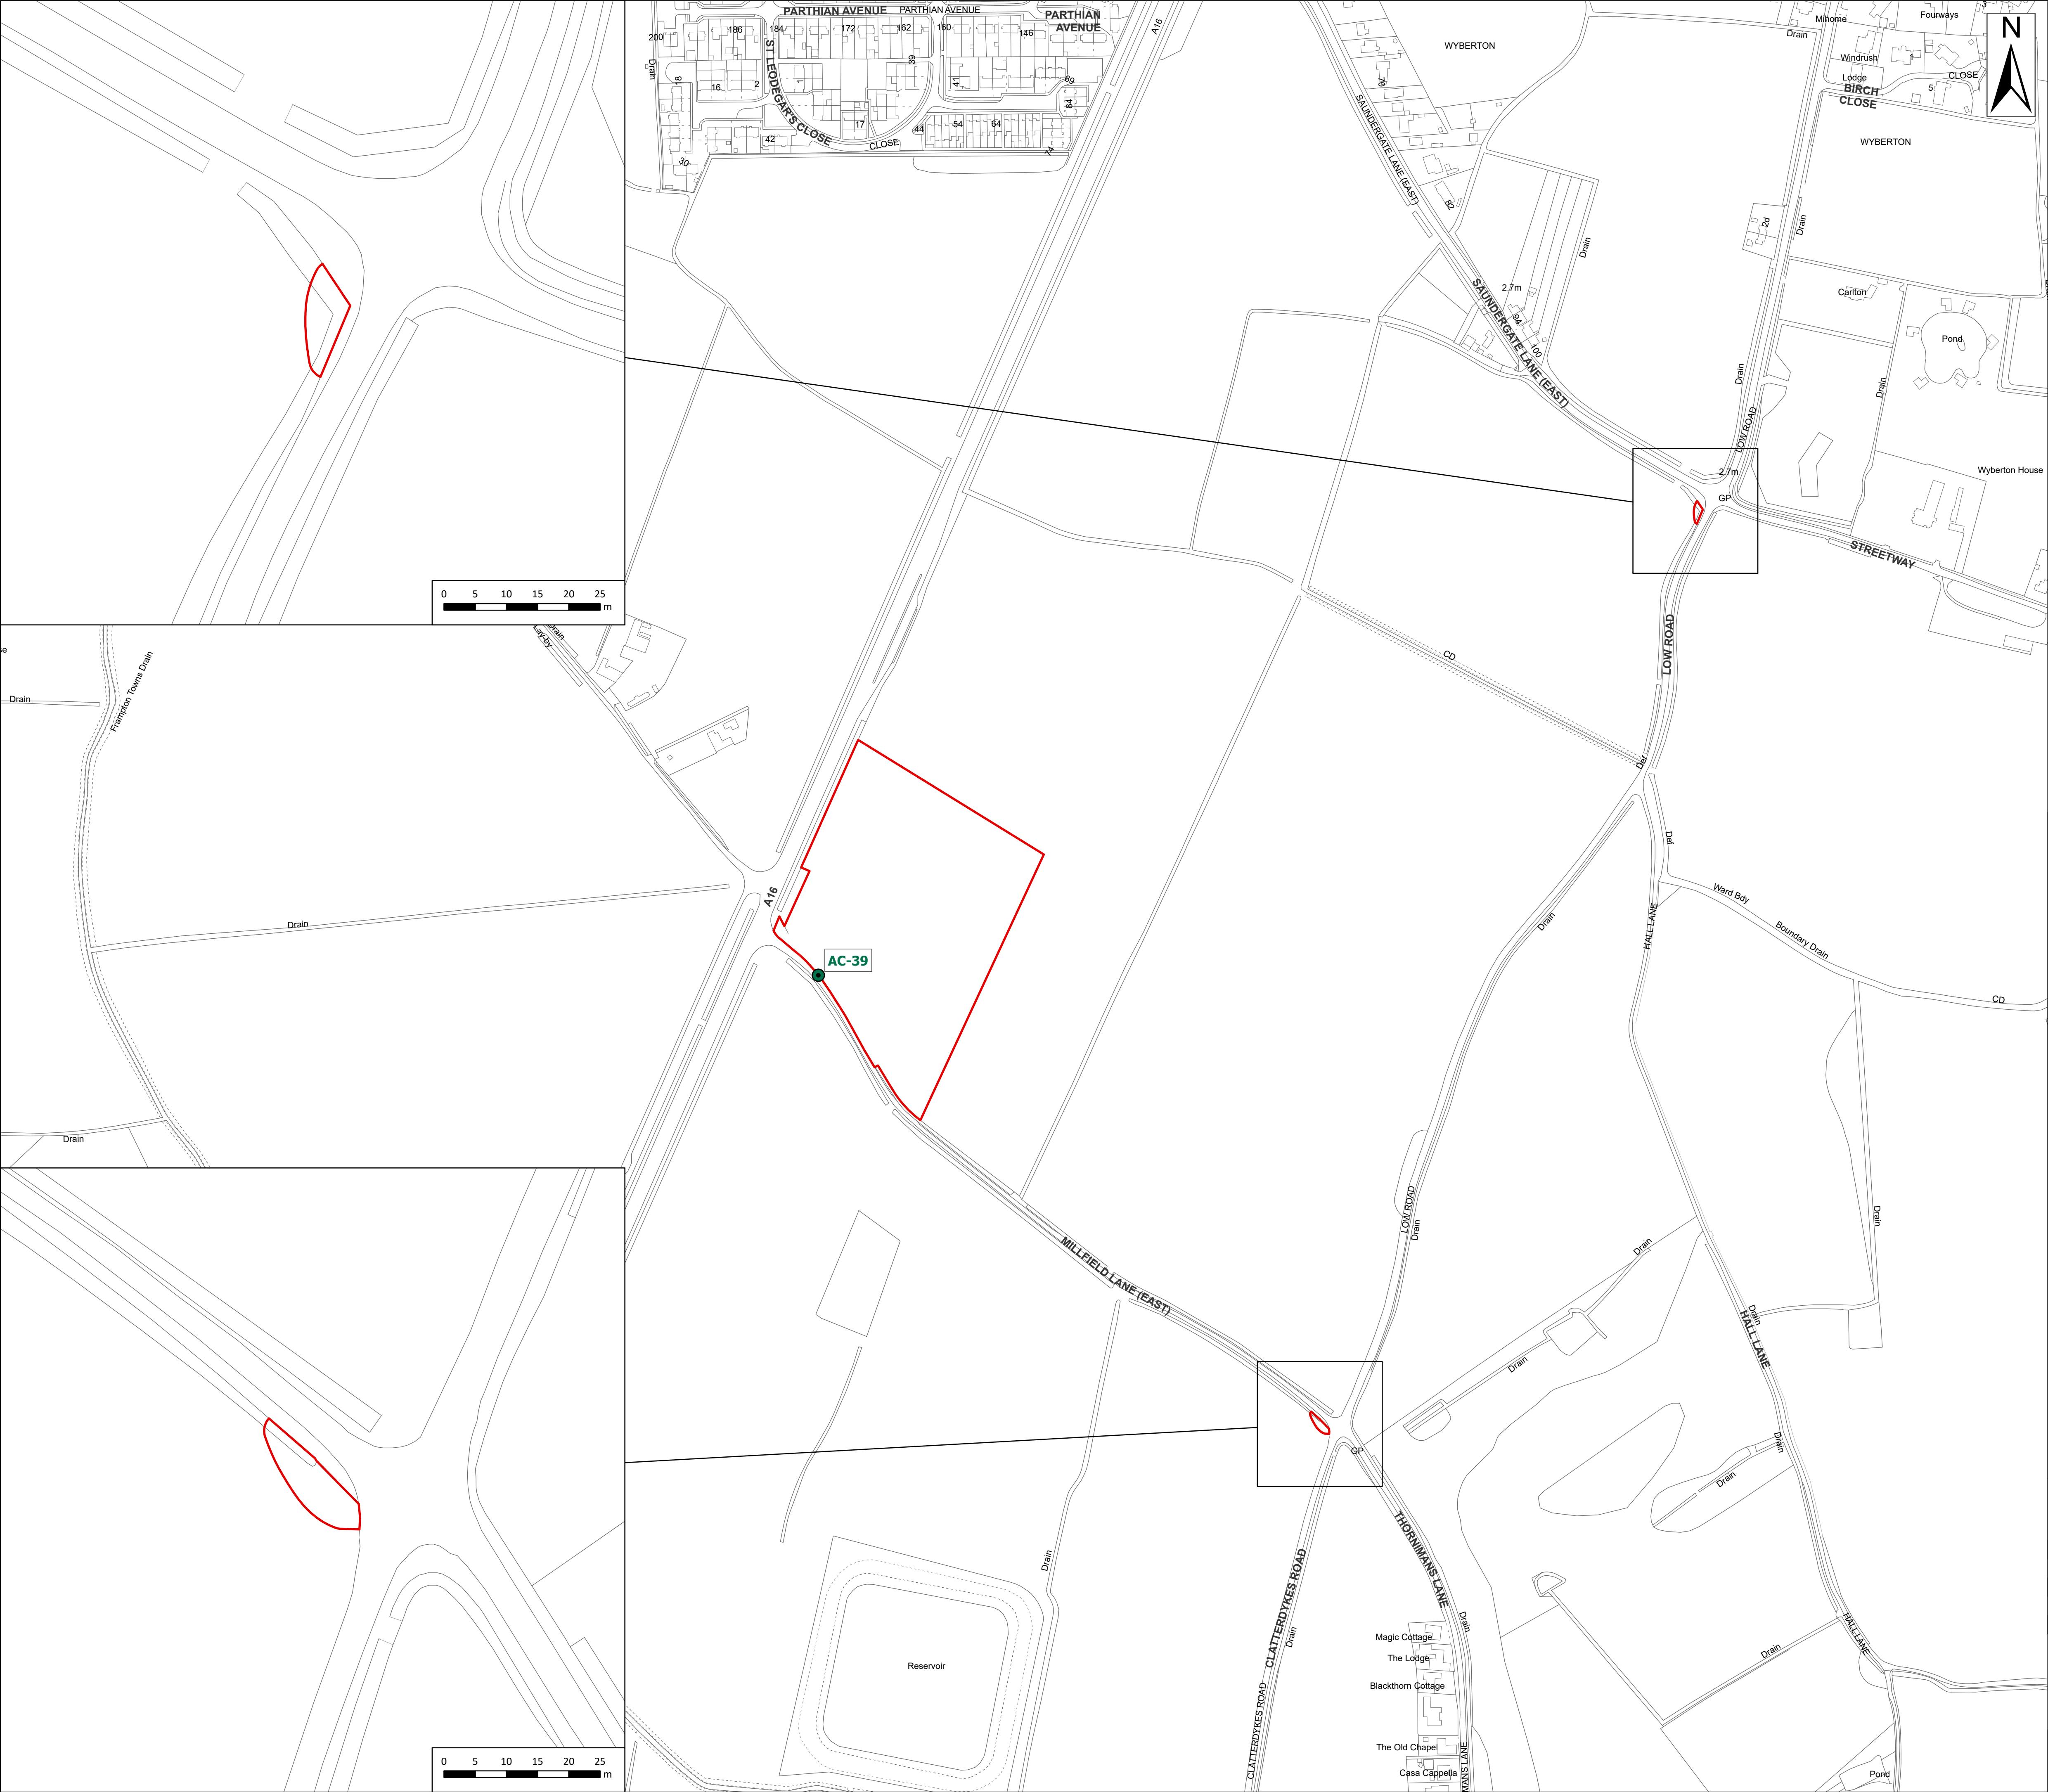 PARTHIAN AVENUE
PARTHIAN AVENUE
PARTHIAN
AVENUE
200
186
184
172
162
160
146
Drain
18
16
2
1
39
41
69
84
ST LEODEGAR'S CLOSE
17
44
54
64
42
CLOSE
30
74
A16
WYBERTON
70
SAUNDERGATE LANE (EAST)
82
Drain
2.7m
94
100
SAUNDERGATE LANE (EAST)
Mihome
Fourways
3
Drain
Windrush
1
Lodge
CLOSE
BIRCH
CLOSE
5
N
WYBERTON
2d
Drain
Carlton
Pond
Drain
Drain
LOW ROAD
2.7m
GP
Wyberton House
STREETWAY
0 5 10 15 20 25 m
LOW ROAD
CD
Def
Def
Drain
Lay-by
Drain
Frampton Towns Drain
Drain
A16
AC-39
Drain
HALL LANE
Ward Bdy
Boundary Drain
CD
Drain
Drain
LOW ROAD
Drain
Drain
Drain
MILLFIELD LANE (EAST)
Drain
HALL LANE
Drain
Drain
Drain
GP
THORNIMANS LANE
CLATTERDYKES ROAD
Drain
Drain
Drain
Magic Cottage
The Lodge
Blackthorn Cottage
Reservoir
HALL LANE
Drain
CLATTERDYKES ROAD
The Old Chapel
Casa Cappella
MANS LANE
Pond
0 5 10 15 20 25 m